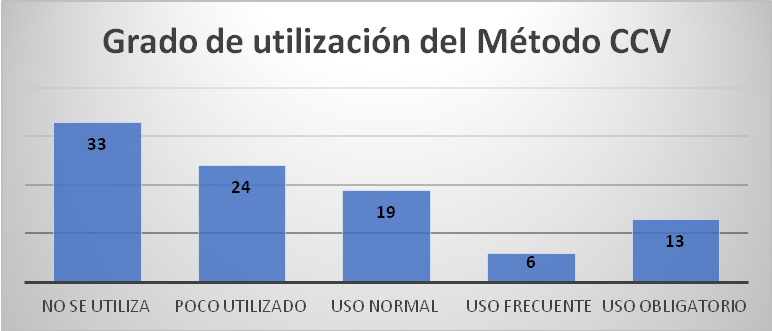 Grado de utilización del Método CCV
33
24
19
6
13
NO SE UTILIZA
POCO UTILIZADO
USO NORMAL
USO FRECUENTE
USO OBLIGATORIO